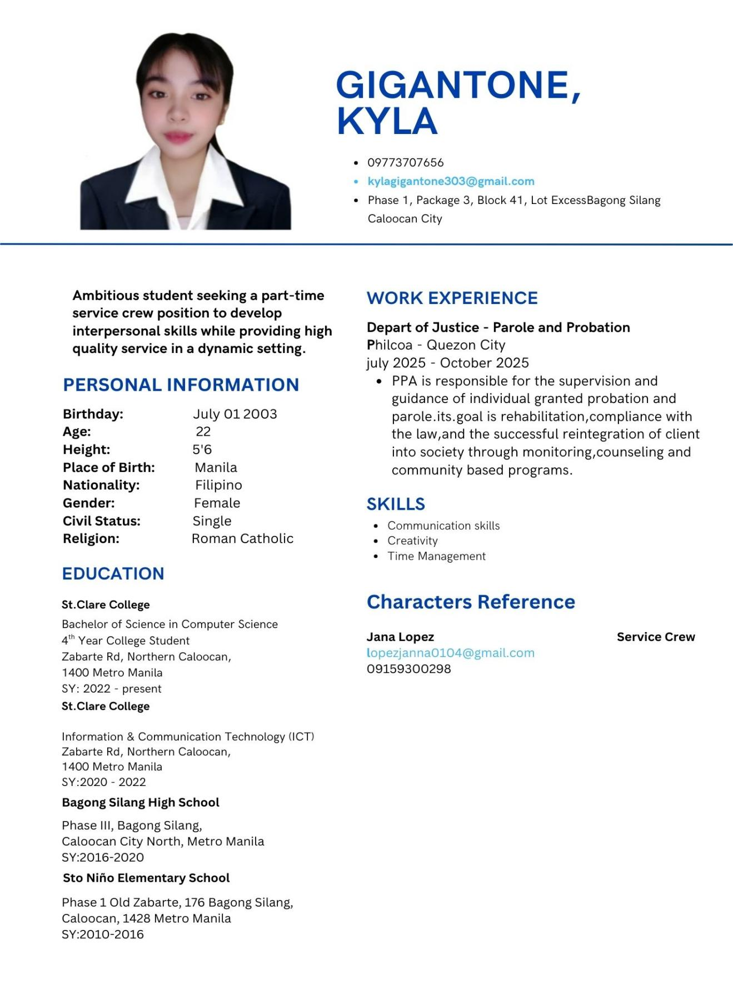 GIGANTONE,
KYLA
• 09773707656
• kylagigantone303@gmail.com
• Phase 1, Package 3, Block 41, Lot ExcessBagong Silang
Caloocan City
Ambitious student seeking a part-time
service crew position to develop
interpersonal skills while providing high
quality service in a dynamic setting.
PERSONAL INFORMATION
Birthday: July 01 2003
Age: 22
Height: 5'6
Place of Birth: Manila
Nationality: Filipino
Gender: Female
Civil Status: Single
Religion: Roman Catholic
EDUCATION
St.Clare College
Bachelor of Science in Computer Science
4th Year College Student
Zabarte Rd, Northern Caloocan,
1400 Metro Manila
SY: 2022 - present
St.Clare College
Information & Communication Technology (ICT)
Zabarte Rd, Northern Caloocan,
1400 Metro Manila
SY:2020 - 2022
Bagong Silang High School
Phase III, Bagong Silang,
Caloocan City North, Metro Manila
SY:2016-2020
Sto Niño Elementary School
Phase 1 Old Zabarte, 176 Bagong Silang,
Caloocan, 1428 Metro Manila
SY:2010-2016
WORK EXPERIENCE
Depart of Justice - Parole and Probation
Philcoa - Quezon City
july 2025 - October 2025
• PPA is responsible for the supervision and
guidance of individual granted probation and
parole.its.goal is rehabilitation,compliance with
the law,and the successful reintegration of client
into society through monitoring,counseling and
community based programs.
SKILLS
• Communication skills
• Creativity
• Time Management
Characters Reference
Jana Lopez Service Crew
lopezjanna0104@gmail.com
09159300298